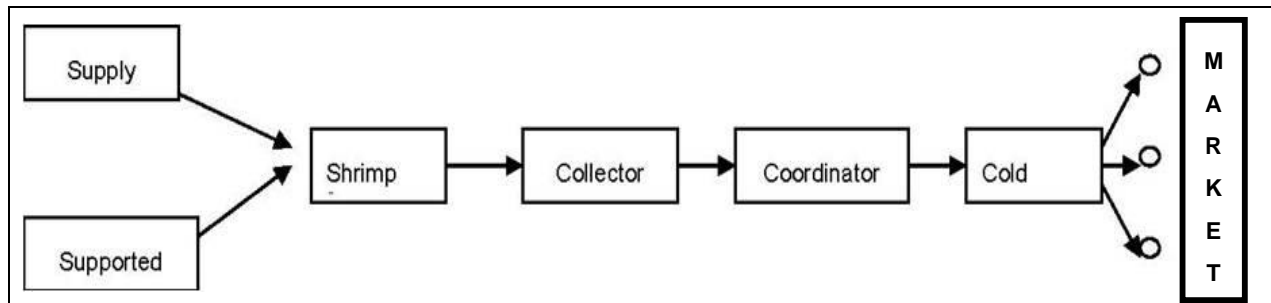 Supply
Supported
Shrimp
Collector
Coordinator
Cold
M
A
R
K
E
T